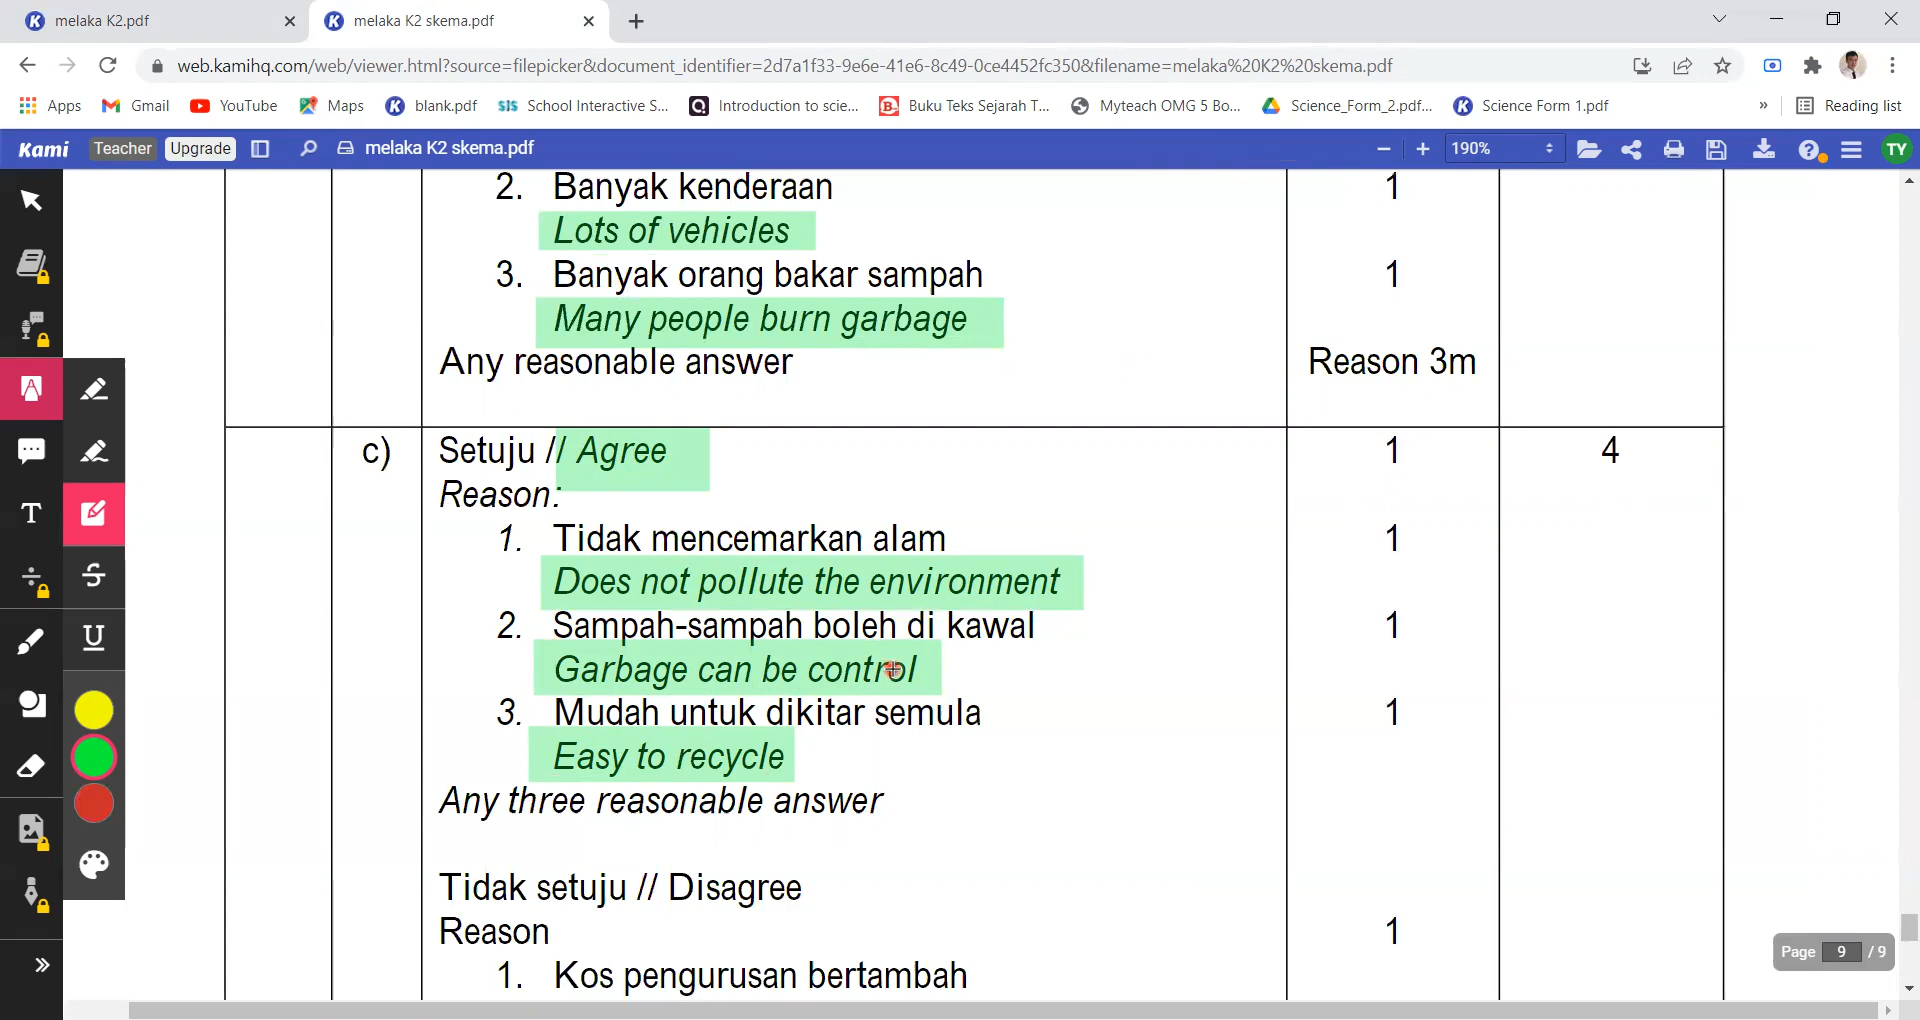 melaka K2.pdf
melaka K2 skema.pdf
web.kamihq.com/web/viewer.html?source=filepicker&document_identifier=2d7a1f33-9e6e-41e6-8c49-0ce4452fc350&filename=melaka%20K2%20skema.pdf
Apps Gmail YouTube Maps blank.pdf School Interactive S... Introduction to scie... Buku Teks Sejarah T... Myteach OMG 5 Bo... Science_Form_2.pdf... Science Form 1.pdf » Reading list
Kami Teacher Upgrade melaka K2 skema.pdf 190% TY
2. Banyak kenderaan 1
Lots of vehicles
3. Banyak orang bakar sampah 1
Many people burn garbage
Any reasonable answer Reason 3m
c) Setuju // Agree 1 4
Reason:
1. Tidak mencemarkan alam 1
Does not pollute the environment
2. Sampah-sampah boleh di kawal 1
Garbage can be control
3. Mudah untuk dikitar semula 1
Easy to recycle
Any three reasonable answer
Tidak setuju // Disagree
Reason 1
1. Kos pengurusan bertambah
Page 9 / 9